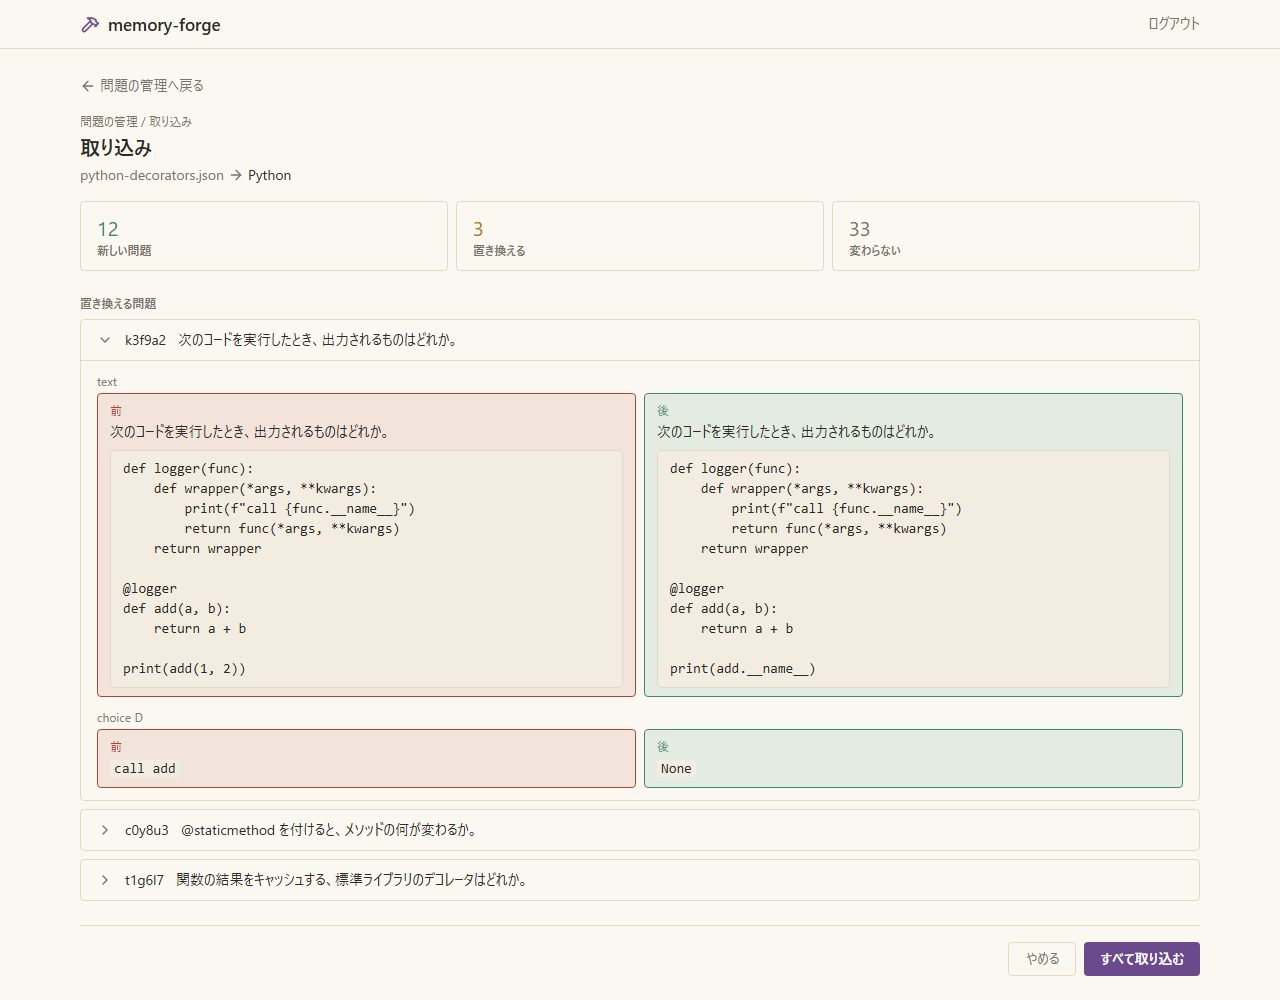 memory-forge
ログアウト
← 問題の管理へ戻る
問題の管理 / 取り込み
取り込み
python-decorators.json → Python
12
新しい問題
3
置き換える
33
変わらない
置き換える問題
k3f9a2 次のコードを実行したとき、出力されるものはどれか。
text
前
次のコードを実行したとき、出力されるものはどれか。
def logger(func):
    def wrapper(*args, **kwargs):
        print(f"call {func.__name__}")
        return func(*args, **kwargs)
    return wrapper
@logger
def add(a, b):
    return a + b
print(add(1, 2))
後
次のコードを実行したとき、出力されるものはどれか。
def logger(func):
    def wrapper(*args, **kwargs):
        print(f"call {func.__name__}")
        return func(*args, **kwargs)
    return wrapper
@logger
def add(a, b):
    return a + b
print(add.__name__)
choice D
前
call add
後
None
c0y8u3 @staticmethod を付けると、メソッドの何が変わるか。
t1g6l7 関数の結果をキャッシュする、標準ライブラリのデコレータはどれか。
やめる
すべて取り込む